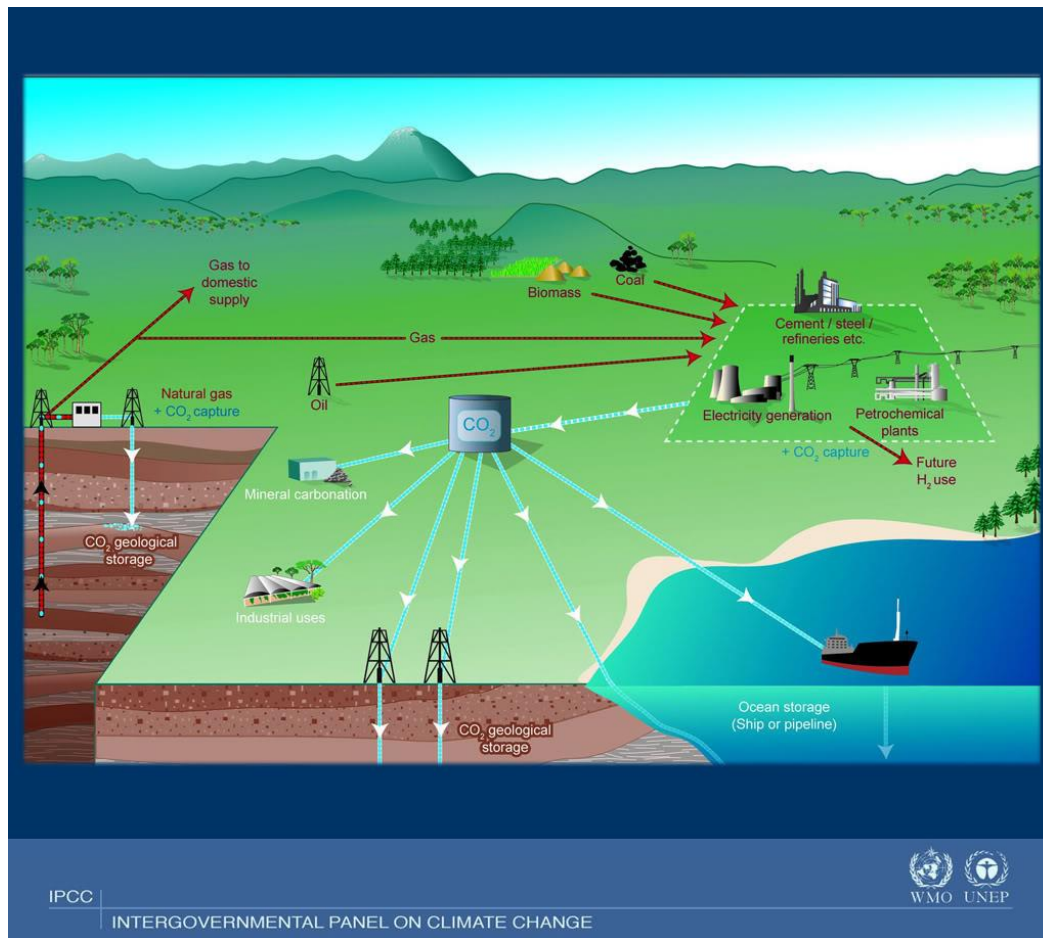 Gas to
domestic
supply
Biomass
Coal
Cement / steel /
refineries etc.
Gas
Natural gas
+ CO₂ capture
Oil
CO₂
Electricity generation
Petrochemical
plants
+ CO₂ capture
Future
H₂ use
Mineral carbonation
CO₂ geological
storage
Industrial uses
Ocean storage
(Ship or pipeline)
CO₂ geological
storage
IPCC
INTERGOVERNMENTAL PANEL ON CLIMATE CHANGE
WMO UNEP